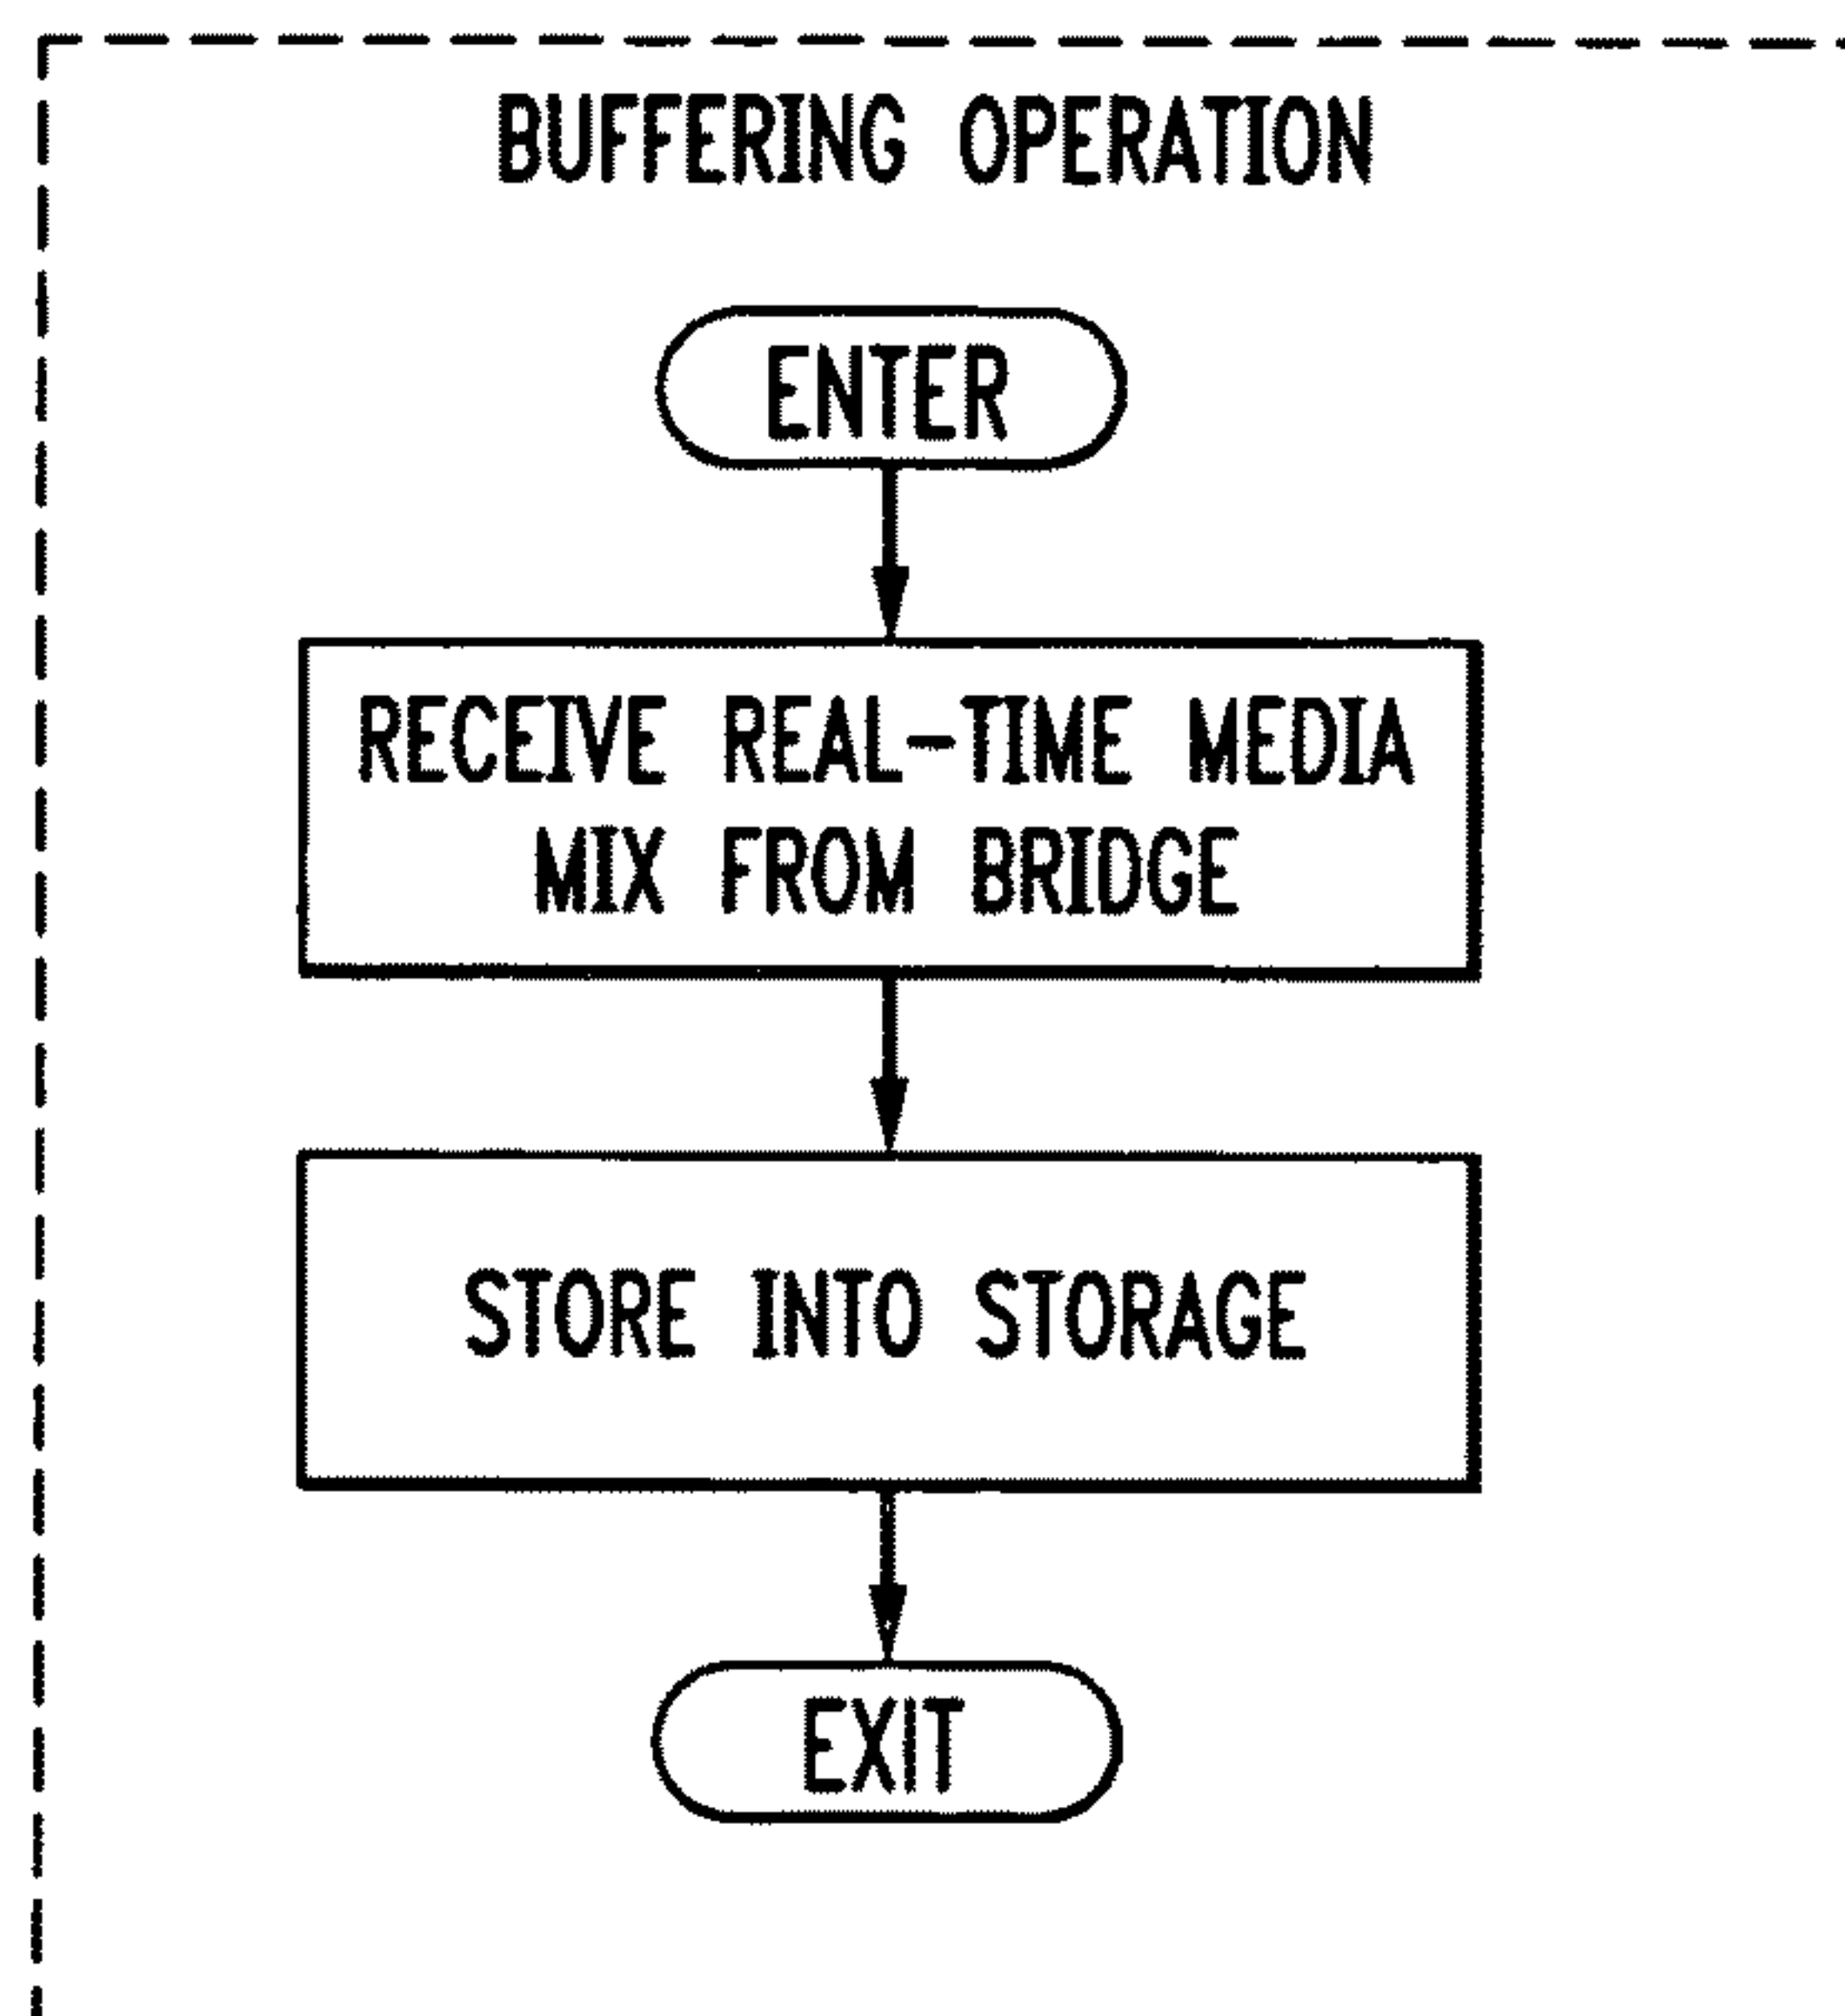 BUFFERING OPERATION
ENTER
RECEIVE REAL-TIME MEDIA
MIX FROM BRIDGE
STORE INTO STORAGE
EXIT